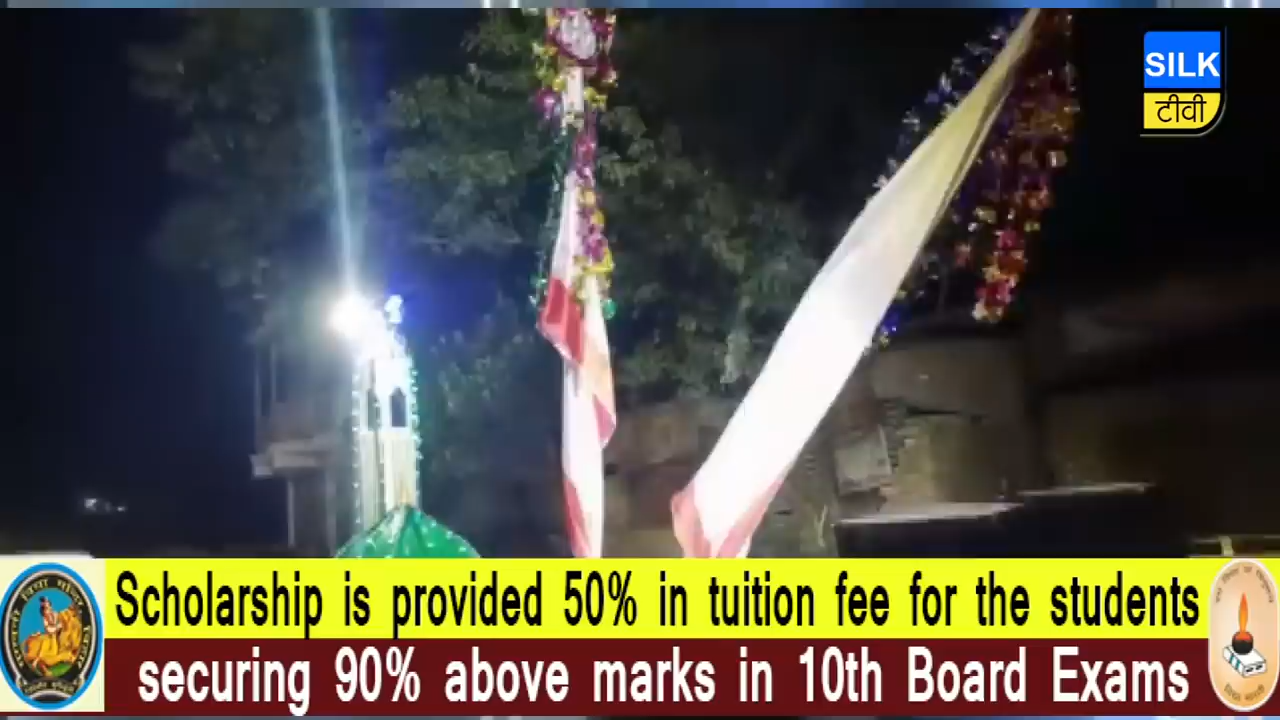 SILK
टीवी
Scholarship is provided 50% in tuition fee for the students
securing 90% above marks in 10th Board Exams